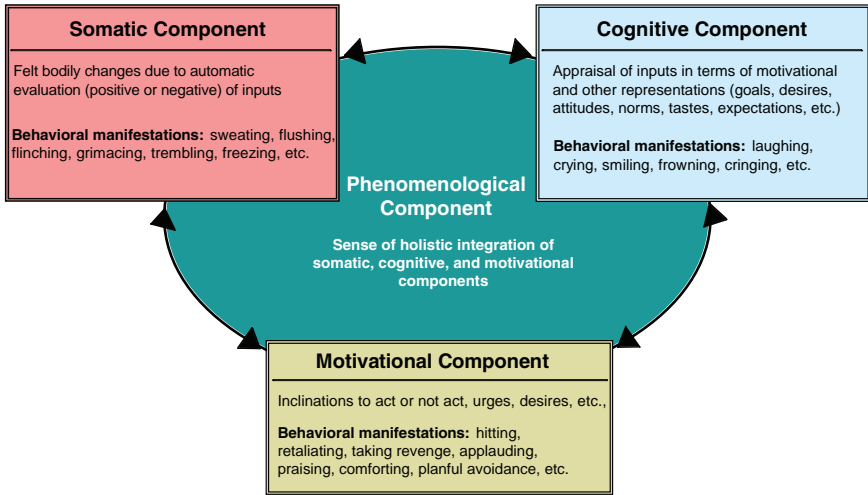 Somatic Component
Felt bodily changes due to automatic
evaluation (positive or negative) of inputs
Behavioral manifestations: sweating, flushing,
flinching, grimacing, trembling, freezing, etc.
Cognitive Component
Appraisal of inputs in terms of motivational
and other representations (goals, desires,
attitudes, norms, tastes, expectations, etc.)
Behavioral manifestations: laughing,
crying, smiling, frowning, cringing, etc.
Phenomenological
Component
Sense of holistic integration of
somatic, cognitive, and motivational
components
Motivational Component
Inclinations to act or not act, urges, desires, etc.,
Behavioral manifestations: hitting,
retaliating, taking revenge, applauding,
praising, comforting, planful avoidance, etc.